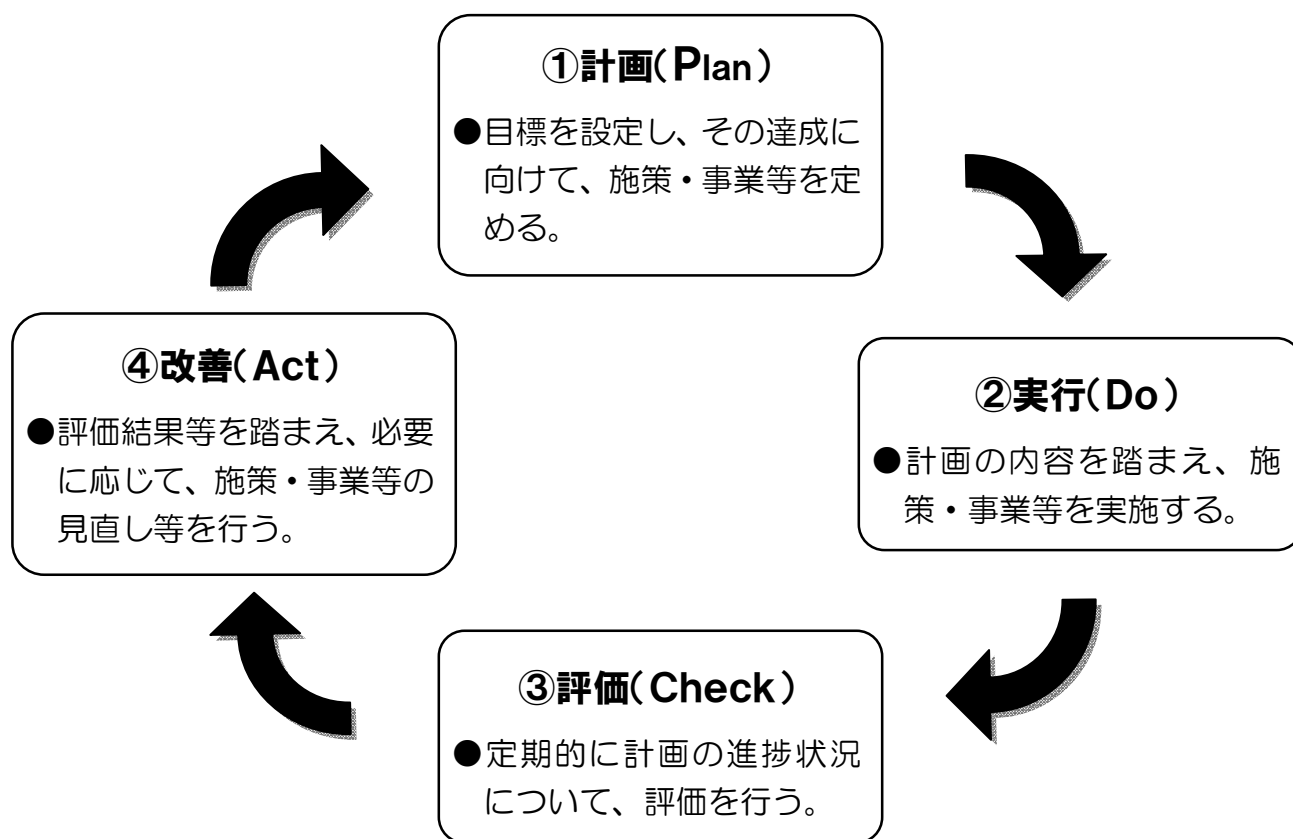 ①計画(Plan)
●目標を設定し、その達成に
向けて、施策・事業等を定
める。
②実行(Do)
●計画の内容を踏まえ、施
策・事業等を実施する。
③評価(Check)
●定期的に計画の進捗状況
について、評価を行う。
④改善(Act)
●評価結果等を踏まえ、必要
に応じて、施策・事業等の
見直し等を行う。